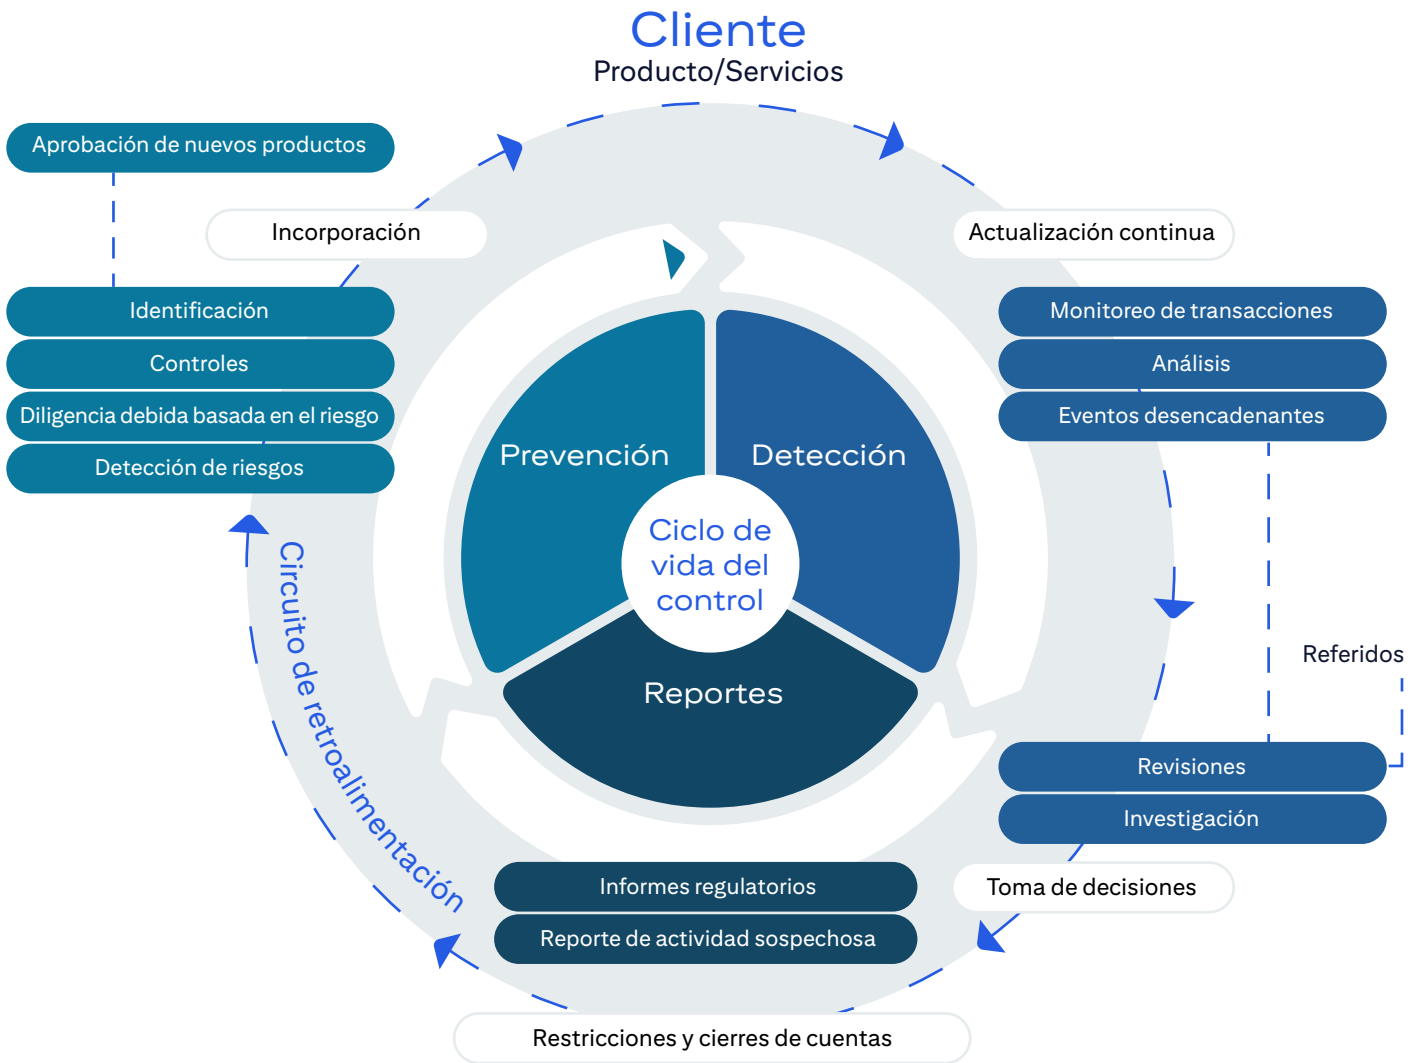 Cliente
Producto/Servicios
Aprobación de nuevos productos
Incorporación
Actualización continua
Identificación
Controles
Diligencia debida basada en el riesgo
Detección de riesgos
Monitoreo de transacciones
Análisis
Eventos desencadenantes
Prevención
Detección
Ciclo de
vida del
control
Reportes
Circuito de retroalimentación
Referidos
Revisiones
Investigación
Toma de decisiones
Informes regulatorios
Reporte de actividad sospechosa
Restricciones y cierres de cuentas